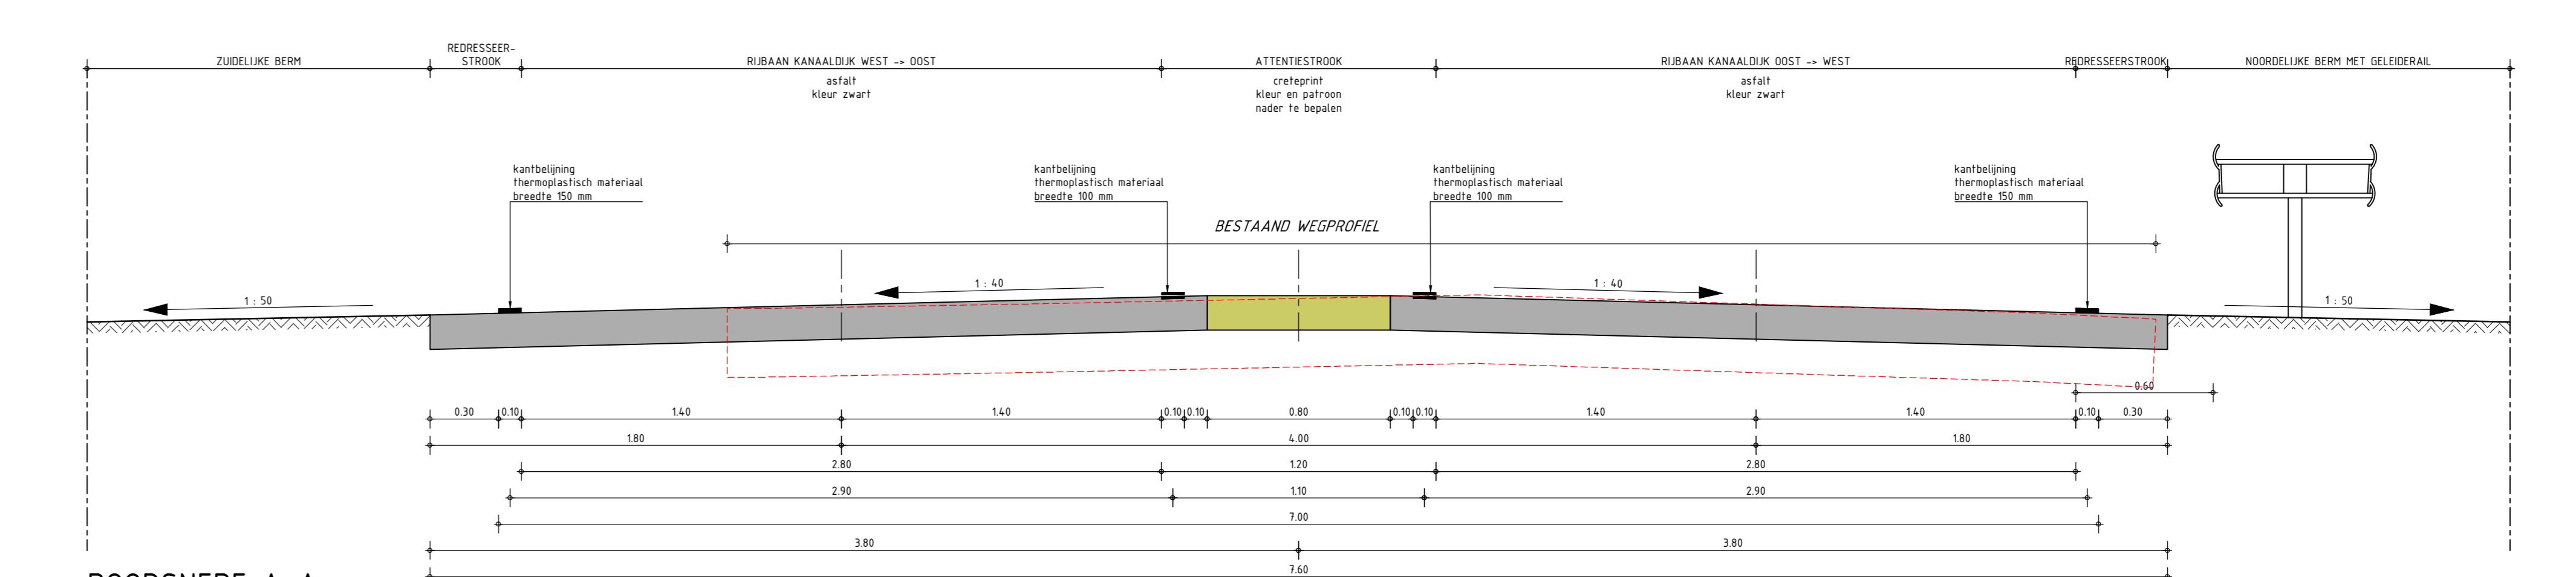 REDRESSEER-
ZUIDELIJKE BERM STROOK RIJBAAN KANAALDIJK WEST -> OOST ATTENTIESTROOK RIJBAAN KANAALDIJK OOST -> WEST REDRESSEERSTROOK NOORDELIJKE BERM MET GELEIDERAIL
asfalt creteprint asfalt
kleur zwart kleur en patroon kleur zwart
nader te bepalen
kantbelijning kantbelijning kantbelijning kantbelijning
thermoplastisch materiaal thermoplastisch materiaal thermoplastisch materiaal thermoplastisch materiaal
breedte 150 mm breedte 100 mm breedte 100 mm breedte 150 mm
BESTAAND WEGPROFIEL
1 : 50 1 : 40 1 : 40 1 : 50
0.60
0.30 0.10 1.40 1.40 0.10 0.10 0.80 0.10 0.10 1.40 1.40 0.10 0.30
1.80 4.00 1.80
2.80 1.20 2.80
2.90 1.10 2.90
7.00
3.80 3.80
7.60